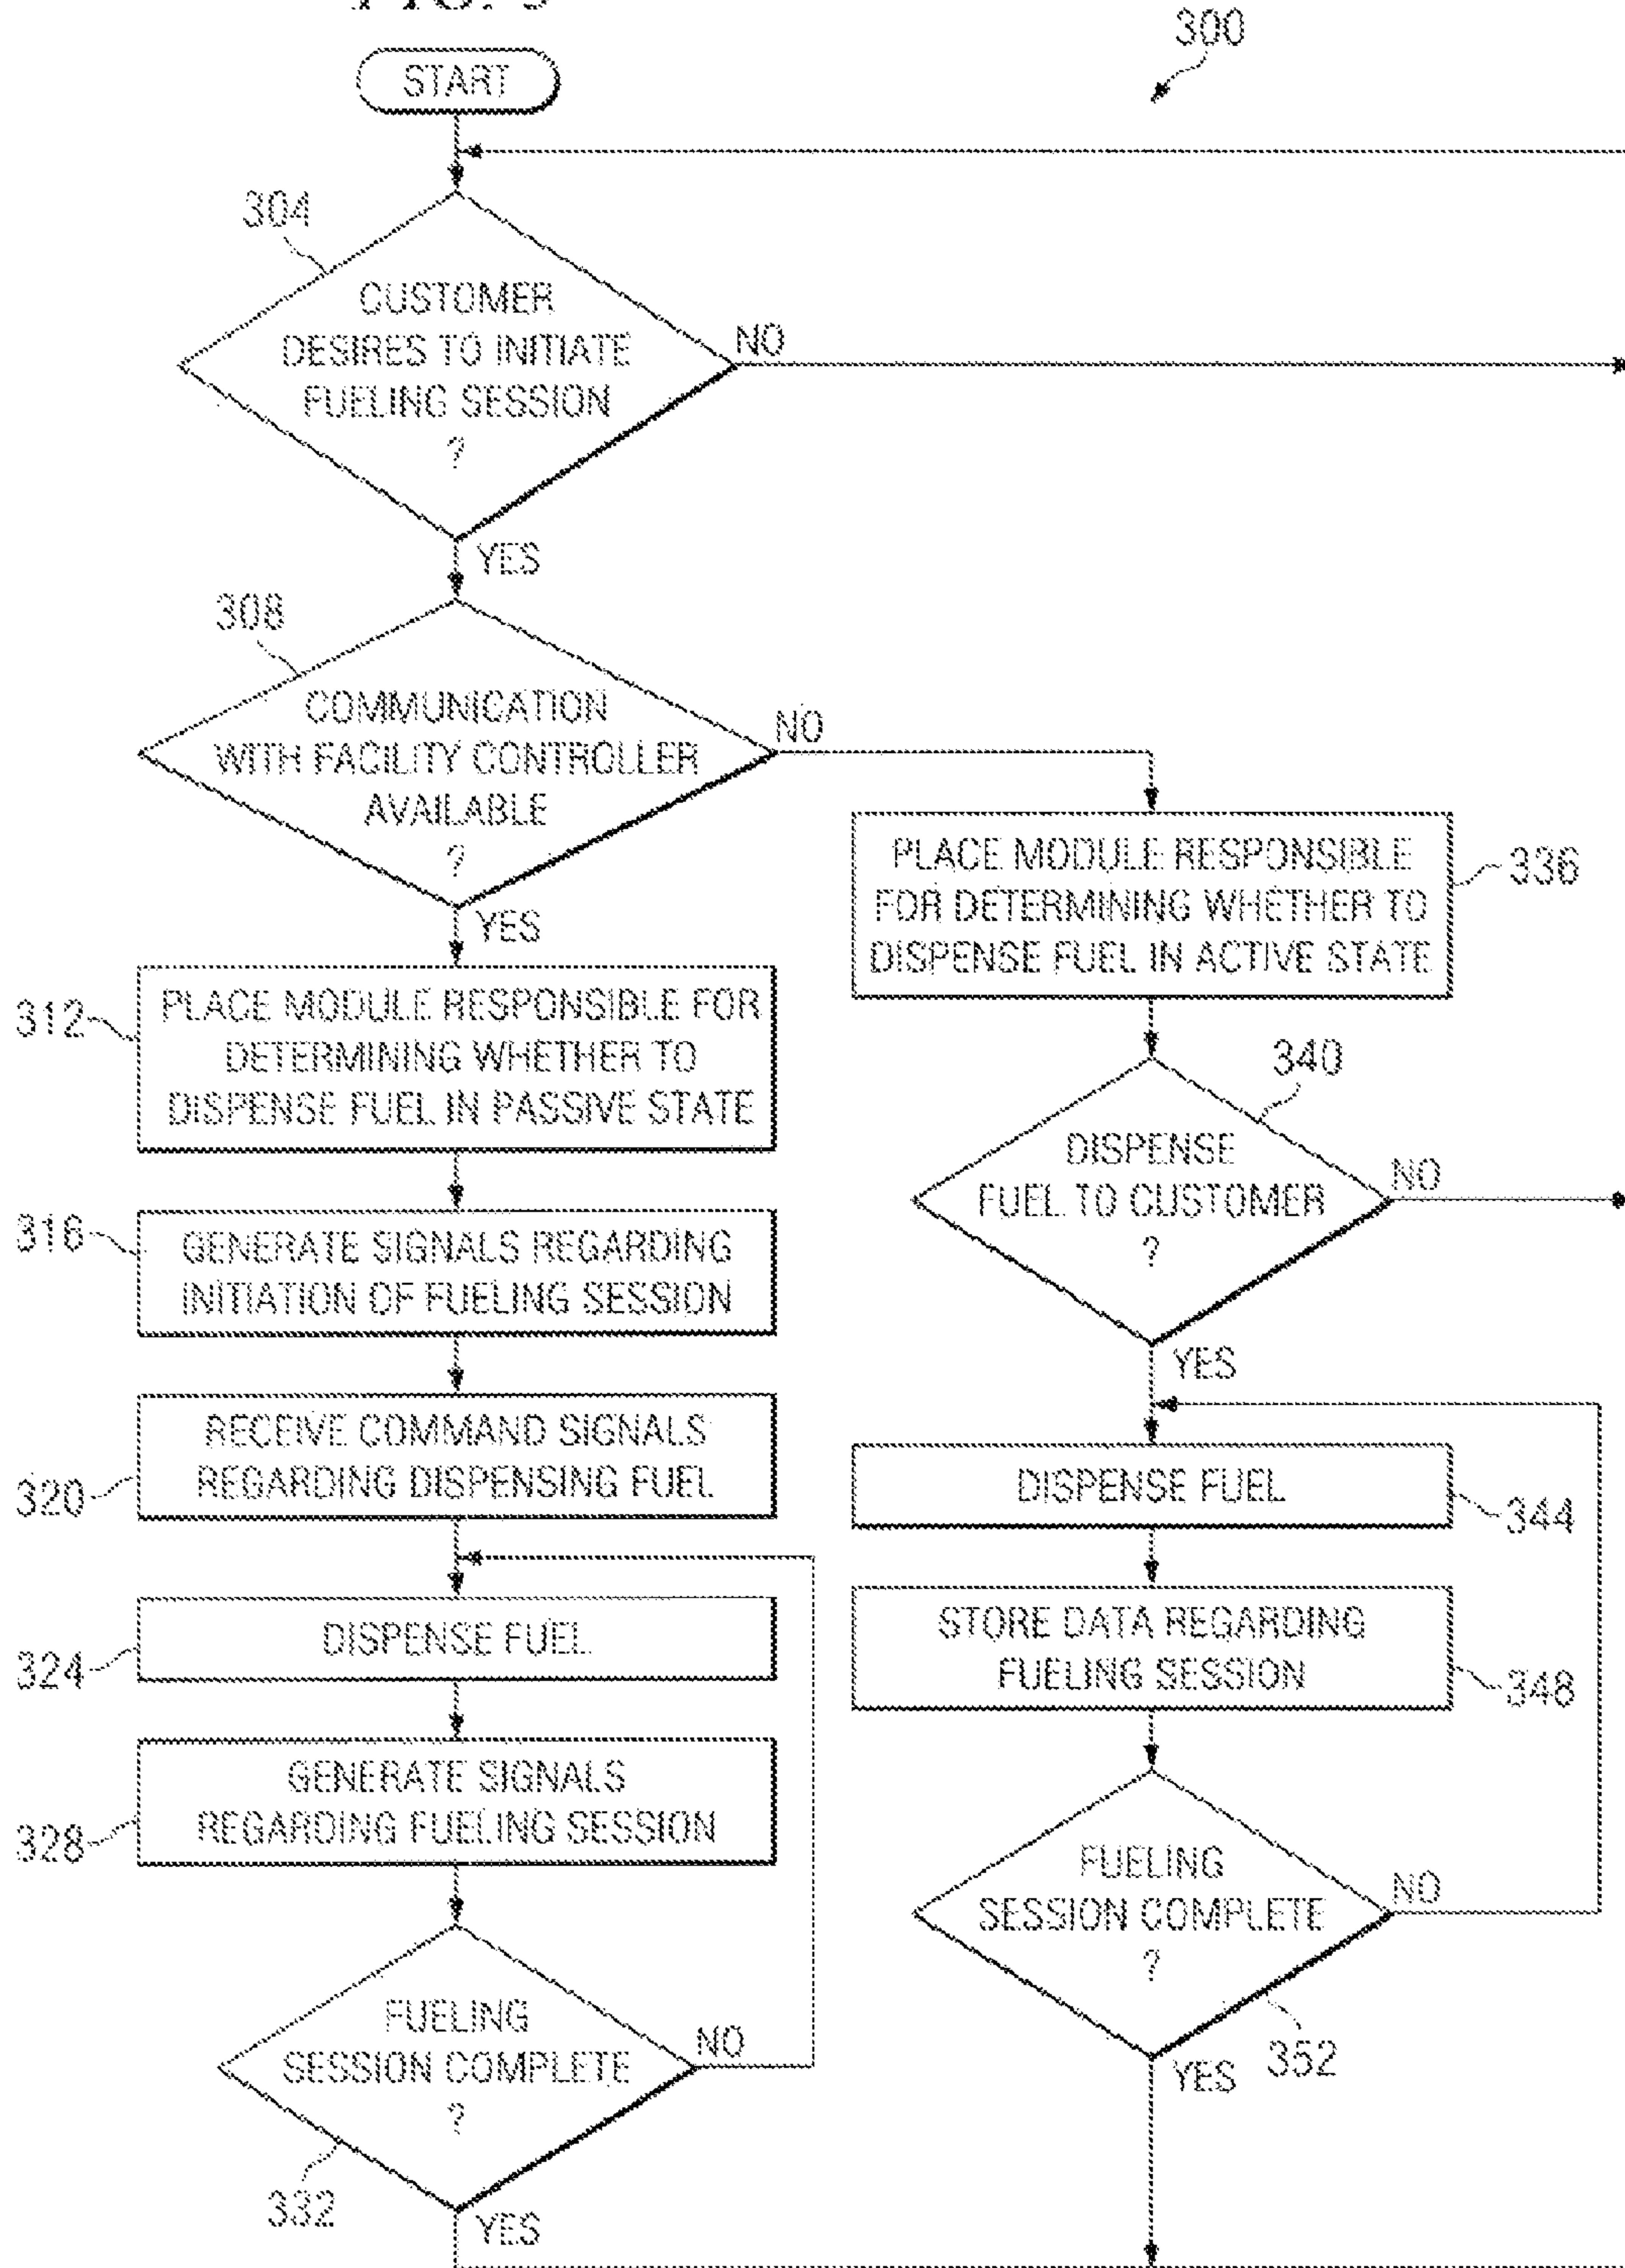 300
START
304
CUSTOMER
DESIRES TO INITIATE
FUELING SESSION
?
NO
YES
308
COMMUNICATION
WITH FACILITY CONTROLLER
AVAILABLE
?
NO
YES
312
PLACE MODULE RESPONSIBLE FOR
DETERMINING WHETHER TO
DISPENSE FUEL IN PASSIVE STATE
316
GENERATE SIGNALS REGARDING
INITIATION OF FUELING SESSION
320
RECEIVE COMMAND SIGNALS
REGARDING DISPENSING FUEL
324
DISPENSE FUEL
328
GENERATE SIGNALS
REGARDING FUELING SESSION
FUELING
SESSION COMPLETE
?
NO
332
YES
PLACE MODULE RESPONSIBLE
FOR DETERMINING WHETHER TO
DISPENSE FUEL IN ACTIVE STATE
336
340
DISPENSE
FUEL TO CUSTOMER
?
NO
YES
DISPENSE FUEL
344
STORE DATA REGARDING
FUELING SESSION
348
FUELING
SESSION COMPLETE
?
NO
352
YES